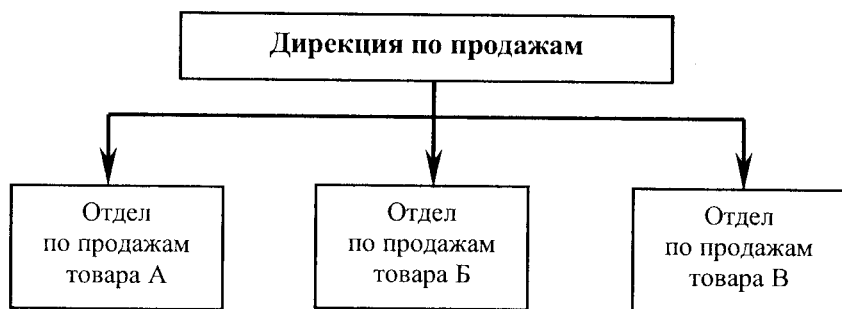 Дирекция по продажам
Отдел
по продажам
товара А
Отдел
по продажам
товара Б
Отдел
по продажам
товара В